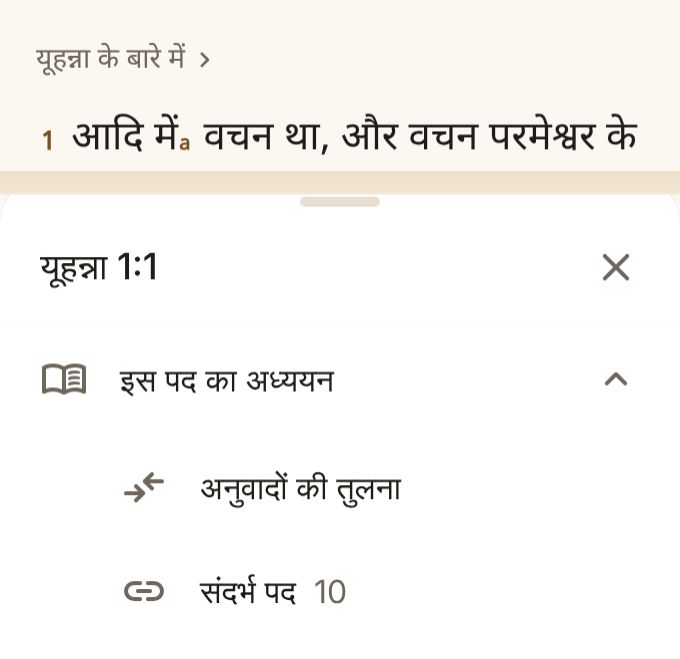 यूहन्ना के बारे में >
1 आदि में a वचन था, और वचन परमेश्वर के
यूहन्ना 1:1
इस पद का अध्ययन
अनुवादों की तुलना
संदर्भ पद 10